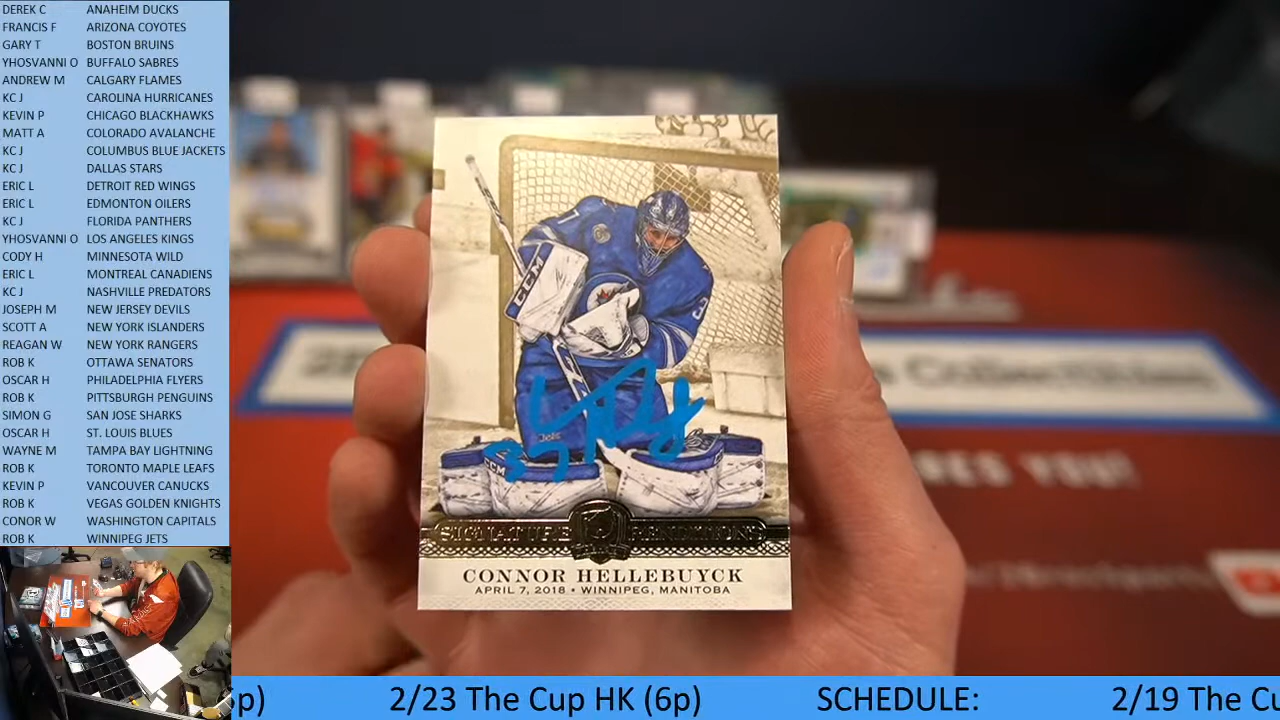 DEREK C ANAHEIM DUCKS
FRANCIS F ARIZONA COYOTES
GARY T BOSTON BRUINS
YHOSVANNI O BUFFALO SABRES
ANDREW M CALGARY FLAMES
KC J CAROLINA HURRICANES
KEVIN P CHICAGO BLACKHAWKS
MATT A COLORADO AVALANCHE
KC J COLUMBUS BLUE JACKETS
KC J DALLAS STARS
ERIC L DETROIT RED WINGS
ERIC L EDMONTON OILERS
KC J FLORIDA PANTHERS
YHOSVANNI O LOS ANGELES KINGS
CODY H MINNESOTA WILD
ERIC L MONTREAL CANADIENS
KC J NASHVILLE PREDATORS
JOSEPH M NEW JERSEY DEVILS
SCOTT A NEW YORK ISLANDERS
REAGAN W NEW YORK RANGERS
ROB K OTTAWA SENATORS
OSCAR H PHILADELPHIA FLYERS
ROB K PITTSBURGH PENGUINS
SIMON G SAN JOSE SHARKS
OSCAR H ST. LOUIS BLUES
WAYNE M TAMPA BAY LIGHTNING
ROB K TORONTO MAPLE LEAFS
KEVIN P VANCOUVER CANUCKS
ROB K VEGAS GOLDEN KNIGHTS
CONOR W WASHINGTON CAPITALS
ROB K WINNIPEG JETS
CCM
37
SIGNATURE RENDITIONS
CONNOR HELLEBUYCK
APRIL 7, 2018 • WINNIPEG, MANITOBA
YOU!
p) 2/23 The Cup HK (6p) SCHEDULE: 2/19 The Cu